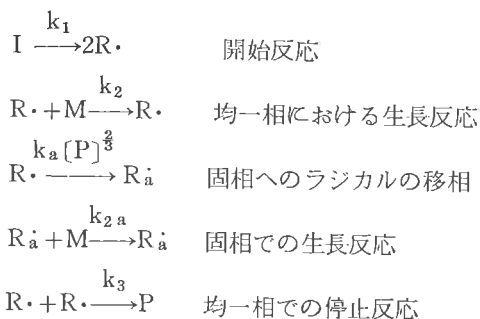 I —k₁→ 2R・ 開始反応
R・+M —k₂→ R・ 均一相における生長反応
R・ —kₐ[P]^{2/3}→ Rₐ・ 固相へのラジカルの移相
Rₐ・+M —k₂ₐ→ Rₐ・ 固相での生長反応
R・+R・ —k₃→ P 均一相での停止反応